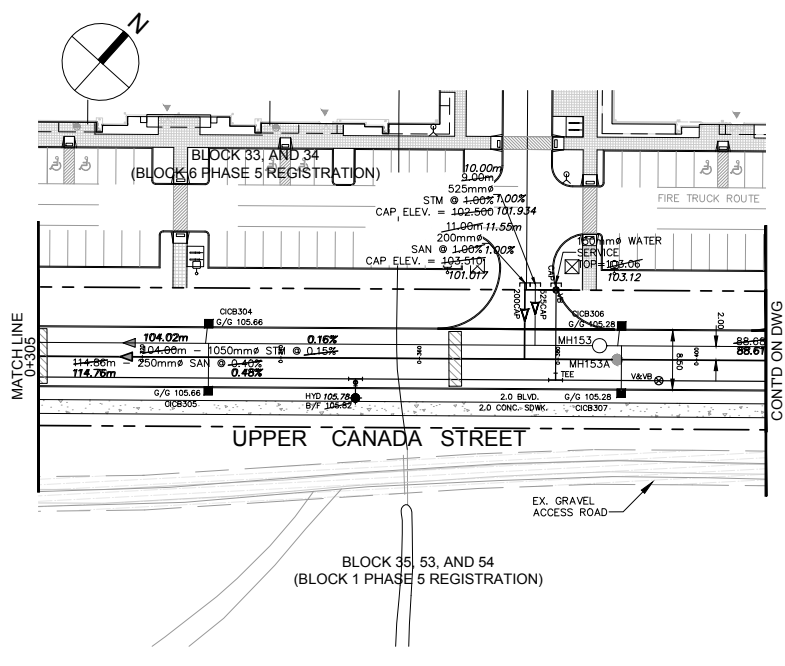 N
BLOCK 33, AND 34
(BLOCK 6 PHASE 5 REGISTRATION)
10.00m
9.00m
525mmø
STM @ 1.00% 1.00%
CAP ELEV. = 102.500 101.934
11.00m 11.55m
200mmø
SAN @ 1.00% 1.00%
CAP ELEV. = 103.510
101.017
150mmø WATER
SERVICE
TOP=103.06
103.12
FIRE TRUCK ROUTE
CAP
VB
200CAP
525CAP
CICB304
G/G 105.66
CICB306
G/G 105.28
MATCH LINE
0+305
104.02m 0.16%
104.00m - 1050mmø STM @ 0.15%
114.86m - 250mmø SAN @ 0.40%
114.76m 0.48%
MH153
MH153A
2.00
8.50
88.61
CONT'D ON DWG
TEE
V&VB
G/G 105.66
CICB305
HYD 105.78
B/F 105.82
2.0 BLVD.
2.0 CONC. SDWK.
G/G 105.28
CICB307
UPPER CANADA STREET
EX. GRAVEL
ACCESS ROAD
BLOCK 35, 53, AND 54
(BLOCK 1 PHASE 5 REGISTRATION)